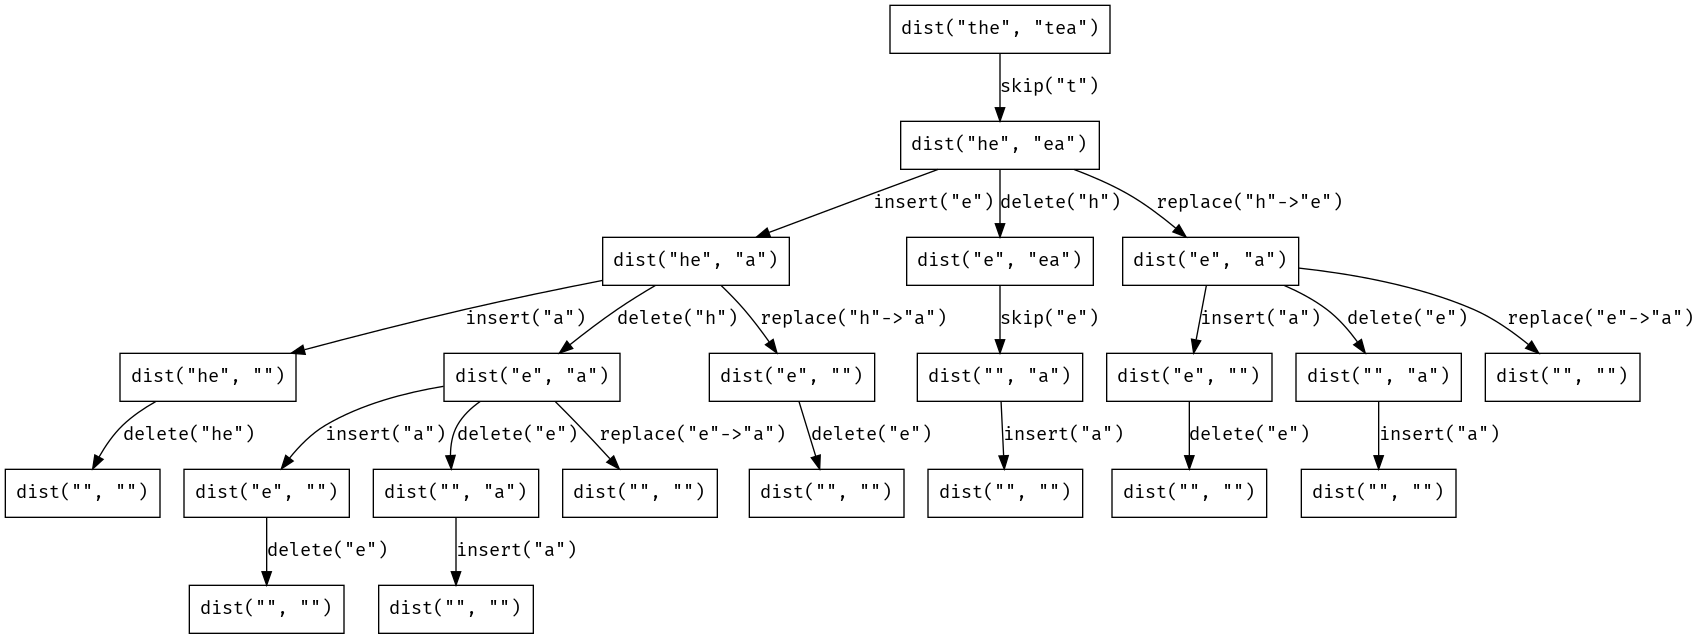 dist("the", "tea")
skip("t")
dist("he", "ea")
insert("e") delete("h") replace("h"->"e")
dist("he", "a") dist("e", "ea") dist("e", "a")
insert("a") delete("h") replace("h"->"a") skip("e") insert("a") delete("e") replace("e"->"a")
dist("he", "") dist("e", "a") dist("e", "") dist("", "a") dist("e", "") dist("", "a") dist("", "")
delete("he") insert("a") delete("e") replace("e"->"a") delete("e") insert("a") delete("e") insert("a")
dist("", "") dist("e", "") dist("", "a") dist("", "") dist("", "") dist("", "") dist("", "") dist("", "")
delete("e") insert("a")
dist("", "") dist("", "")